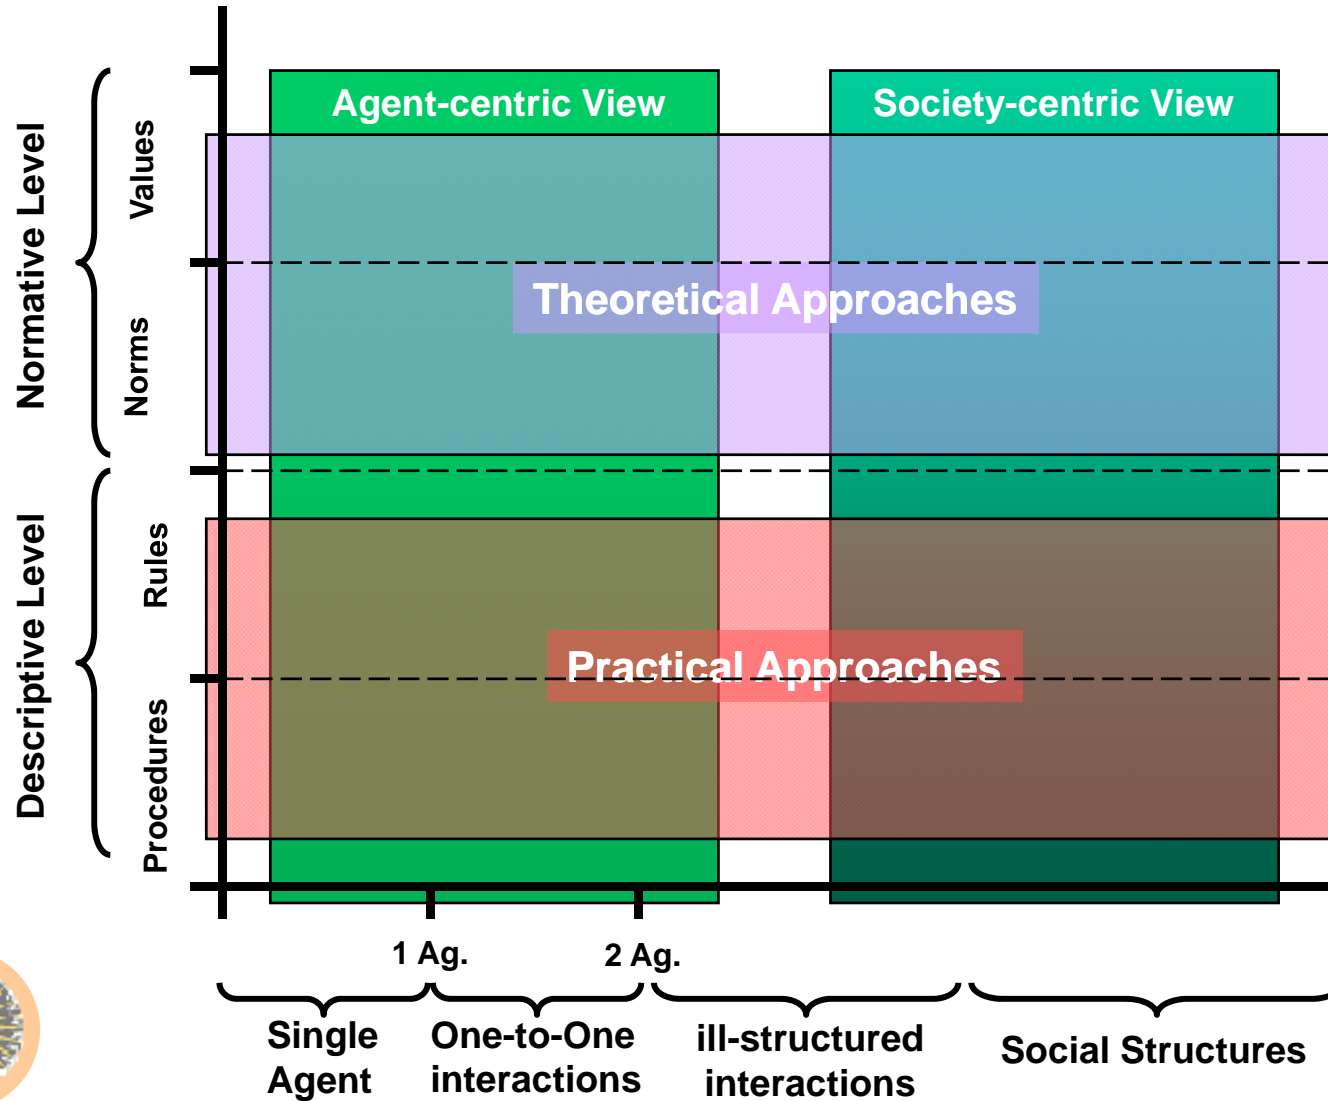 Agent-centric View
Society-centric View
Normative Level
Values
Norms
Theoretical Approaches
Descriptive Level
Rules
Procedures
Practical Approaches
1 Ag.
2 Ag.
Single
Agent
One-to-One
interactions
ill-structured
interactions
Social Structures